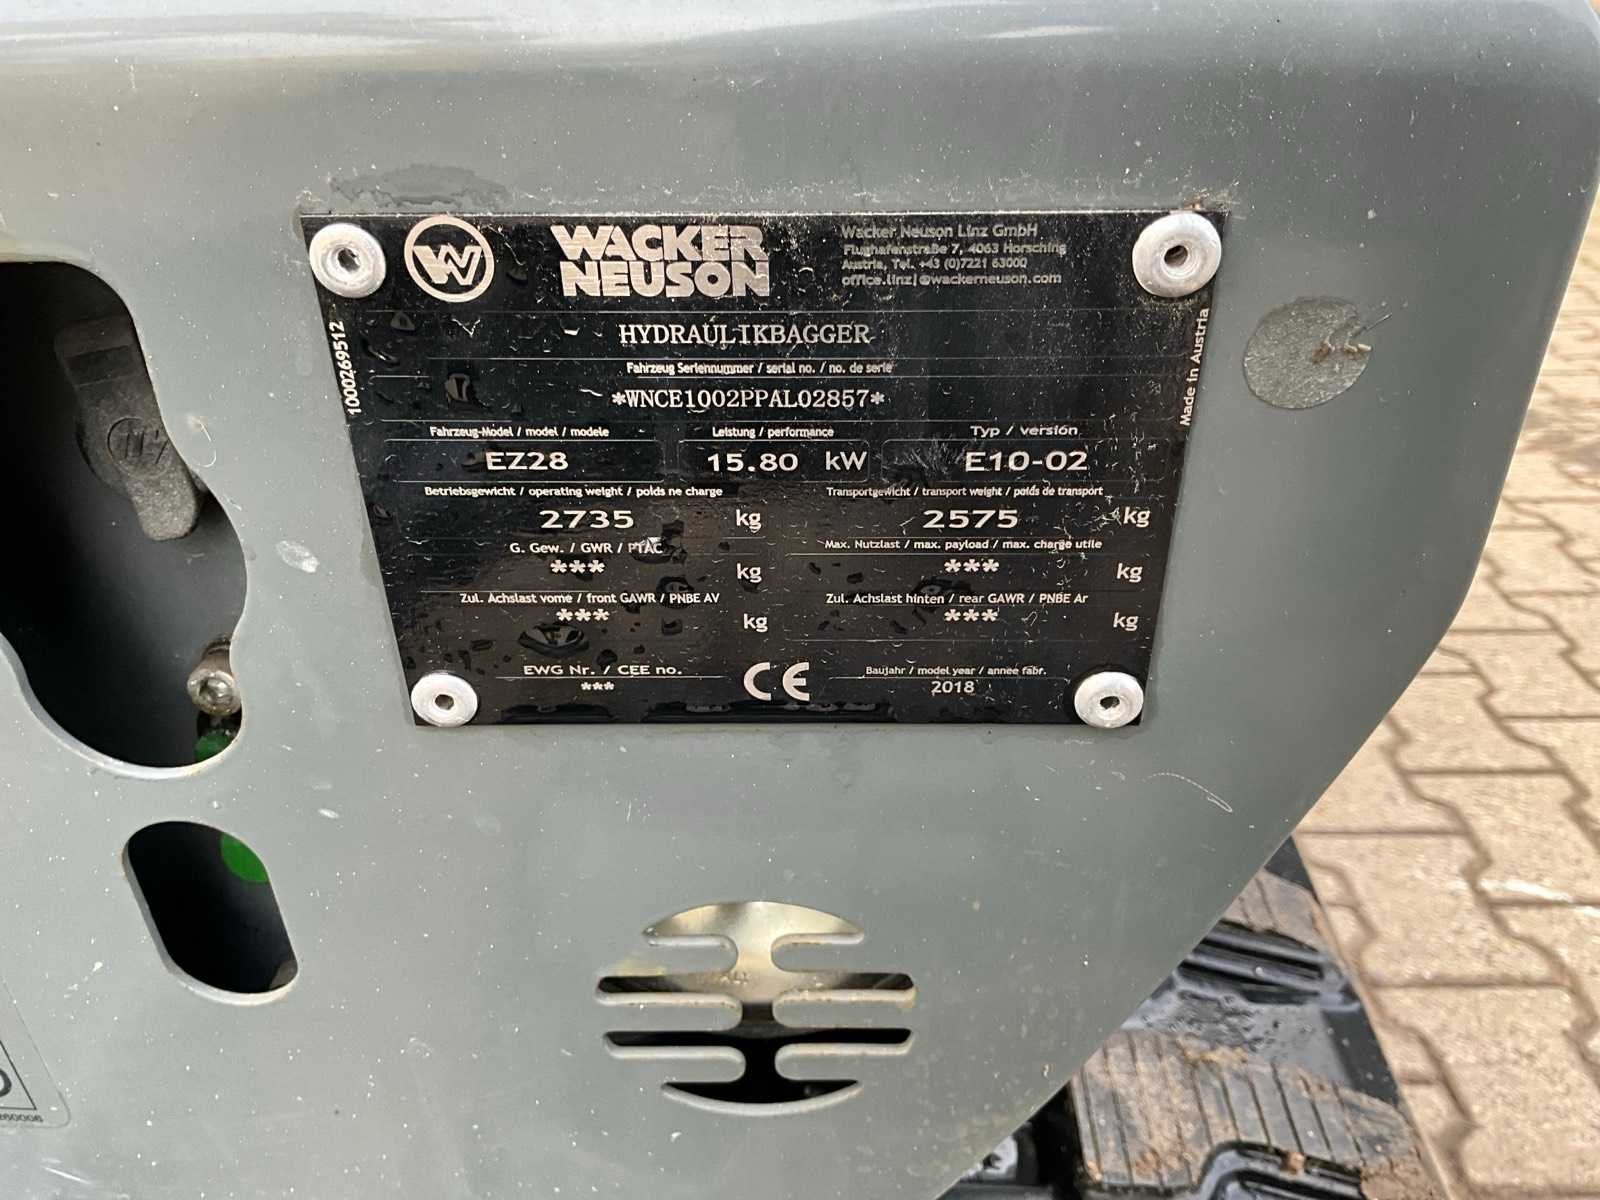 WACKER
NEUSON
Wacker Neuson Linz GmbH
Flughafenstraße 7, 4063 Horsching
Austria, Tel. +43 (0)7221 63000
office.linz@wackerneuson.com
1000269512
Made in Austria
HYDRAULIKBAGGER
Fahrzeug Seriennummer / serial no. / no. de serie
*WNCE1002PPAL02857*
Fahrzeug-Model / model / modele
Leistung / performance
Typ / version
EZ28
15.80 kW
E10-02
Betriebsgewicht / operating weight / poids ne charge
Transportgewicht / transport weight / poids de transport
2735 kg
2575 kg
G. Gew. / GWR / PTAC
Max. Nutzlast / max. payload / max. charge utile
*** kg
*** kg
Zul. Achslast vorne / front GAWR / PNBE AV
Zul. Achslast hinten / rear GAWR / PNBE Ar
*** kg
*** kg
EWG Nr. / CEE no.
***
CE
Baujahr / model year / annee fabr.
2018